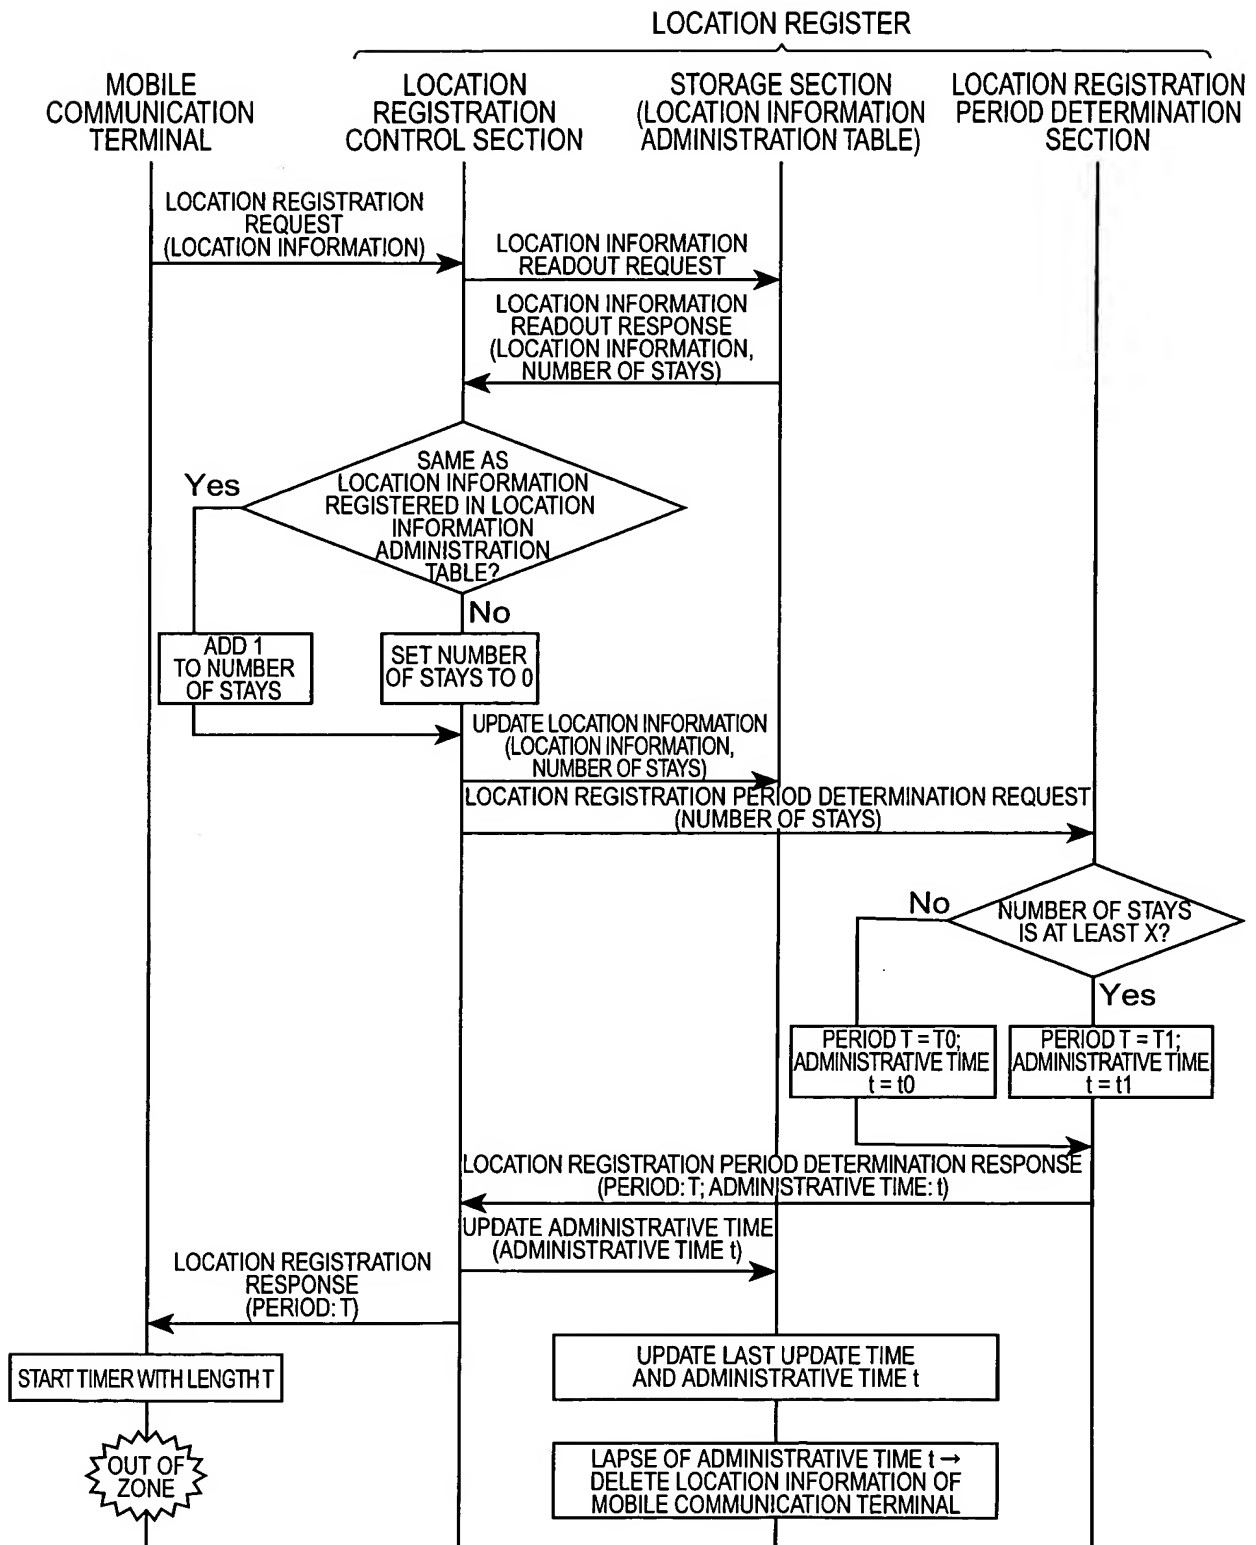 LOCATION REGISTER
MOBILE
COMMUNICATION
TERMINAL
LOCATION
REGISTRATION
CONTROL SECTION
STORAGE SECTION
(LOCATION INFORMATION
ADMINISTRATION TABLE)
LOCATION REGISTRATION
PERIOD DETERMINATION
SECTION
LOCATION REGISTRATION
REQUEST
(LOCATION INFORMATION)
LOCATION INFORMATION
READOUT REQUEST
LOCATION INFORMATION
READOUT RESPONSE
(LOCATION INFORMATION,
NUMBER OF STAYS)
SAME AS
LOCATION INFORMATION
REGISTERED IN LOCATION
INFORMATION
ADMINISTRATION
TABLE?
Yes
No
ADD 1
TO NUMBER
OF STAYS
SET NUMBER
OF STAYS TO 0
UPDATE LOCATION INFORMATION
(LOCATION INFORMATION,
NUMBER OF STAYS)
LOCATION REGISTRATION PERIOD DETERMINATION REQUEST
(NUMBER OF STAYS)
NUMBER OF STAYS
IS AT LEAST X?
No
Yes
PERIOD T = T0;
ADMINISTRATIVE TIME
t = t0
PERIOD T = T1;
ADMINISTRATIVE TIME
t = t1
LOCATION REGISTRATION PERIOD DETERMINATION RESPONSE
(PERIOD: T; ADMINISTRATIVE TIME: t)
UPDATE ADMINISTRATIVE TIME
(ADMINISTRATIVE TIME t)
LOCATION REGISTRATION
RESPONSE
(PERIOD: T)
START TIMER WITH LENGTH T
UPDATE LAST UPDATE TIME
AND ADMINISTRATIVE TIME t
OUT OF
ZONE
LAPSE OF ADMINISTRATIVE TIME t →
DELETE LOCATION INFORMATION OF
MOBILE COMMUNICATION TERMINAL